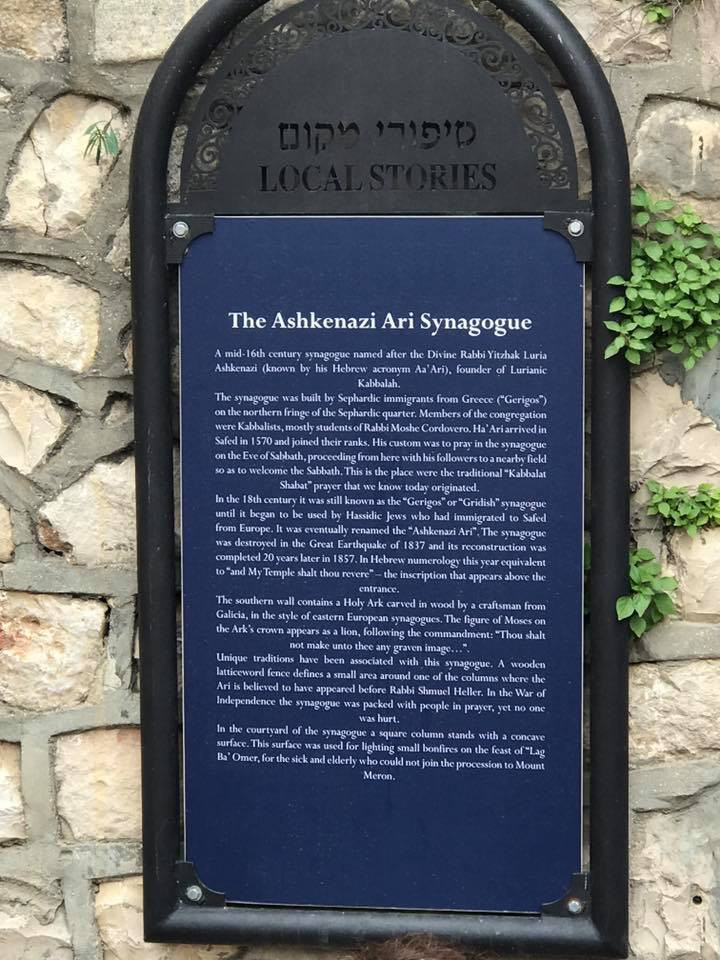 סיפורי מקום
LOCAL STORIES
The Ashkenazi Ari Synagogue
A mid-16th century synagogue named after the Divine Rabbi Yitzhak Luria
Ashkenazi (known by his Hebrew acronym Aa'Ari), founder of Lurianic
Kabbalah.
The synagogue was built by Sephardic immigrants from Greece ("Gerigos")
on the northern fringe of the Sephardic quarter. Members of the congregation
were Kabbalists, mostly students of Rabbi Moshe Cordovero. Ha'Ari arrived in
Safed in 1570 and joined their ranks. His custom was to pray in the synagogue
on the Eve of Sabbath, proceeding from here with his followers to a nearby field
so as to welcome the Sabbath. This is the place were the traditional "Kabbalat
Shabat" prayer that we know today originated.
In the 18th century it was still known as the "Gerigos" or "Gridish" synagogue
until it began to be used by Hassidic Jews who had immigrated to Safed
from Europe. It was eventually renamed the "Ashkenazi Ari". The synagogue
was destroyed in the Great Earthquake of 1837 and its reconstruction was
completed 20 years later in 1857. In Hebrew numerology this year equivalent
to "and My Temple shalt thou revere" – the inscription that appears above the
entrance.
The southern wall contains a Holy Ark carved in wood by a craftsman from
Galicia, in the style of eastern European synagogues. The figure of Moses on
the Ark's crown appears as a lion, following the commandment: "Thou shalt
not make unto thee any graven image…".
Unique traditions have been associated with this synagogue. A wooden
latticeword fence defines a small area around one of the columns where the
Ari is believed to have appeared before Rabbi Shmuel Heller. In the War of
Independence the synagogue was packed with people in prayer, yet no one
was hurt.
In the courtyard of the synagogue a square column stands with a concave
surface. This surface was used for lighting small bonfires on the feast of "Lag
Ba' Omer, for the sick and elderly who could not join the procession to Mount
Meron.